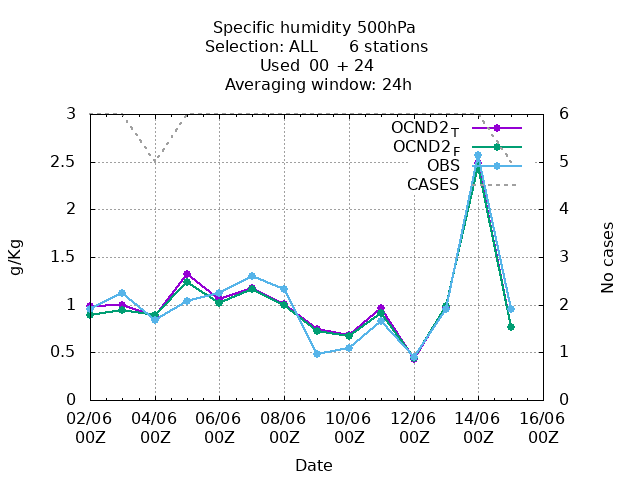 Specific humidity 500hPa
Selection: ALL 6 stations
Used 00 + 24
Averaging window: 24h
3 6
OCND2T
OCND2F
2.5 OBS 5
CASES
2 4
1.5 3
g/Kg No cases
1 2
0.5 1
0 0
02/06 04/06 06/06 08/06 10/06 12/06 14/06 16/06
00Z 00Z 00Z 00Z 00Z 00Z 00Z 00Z
Date